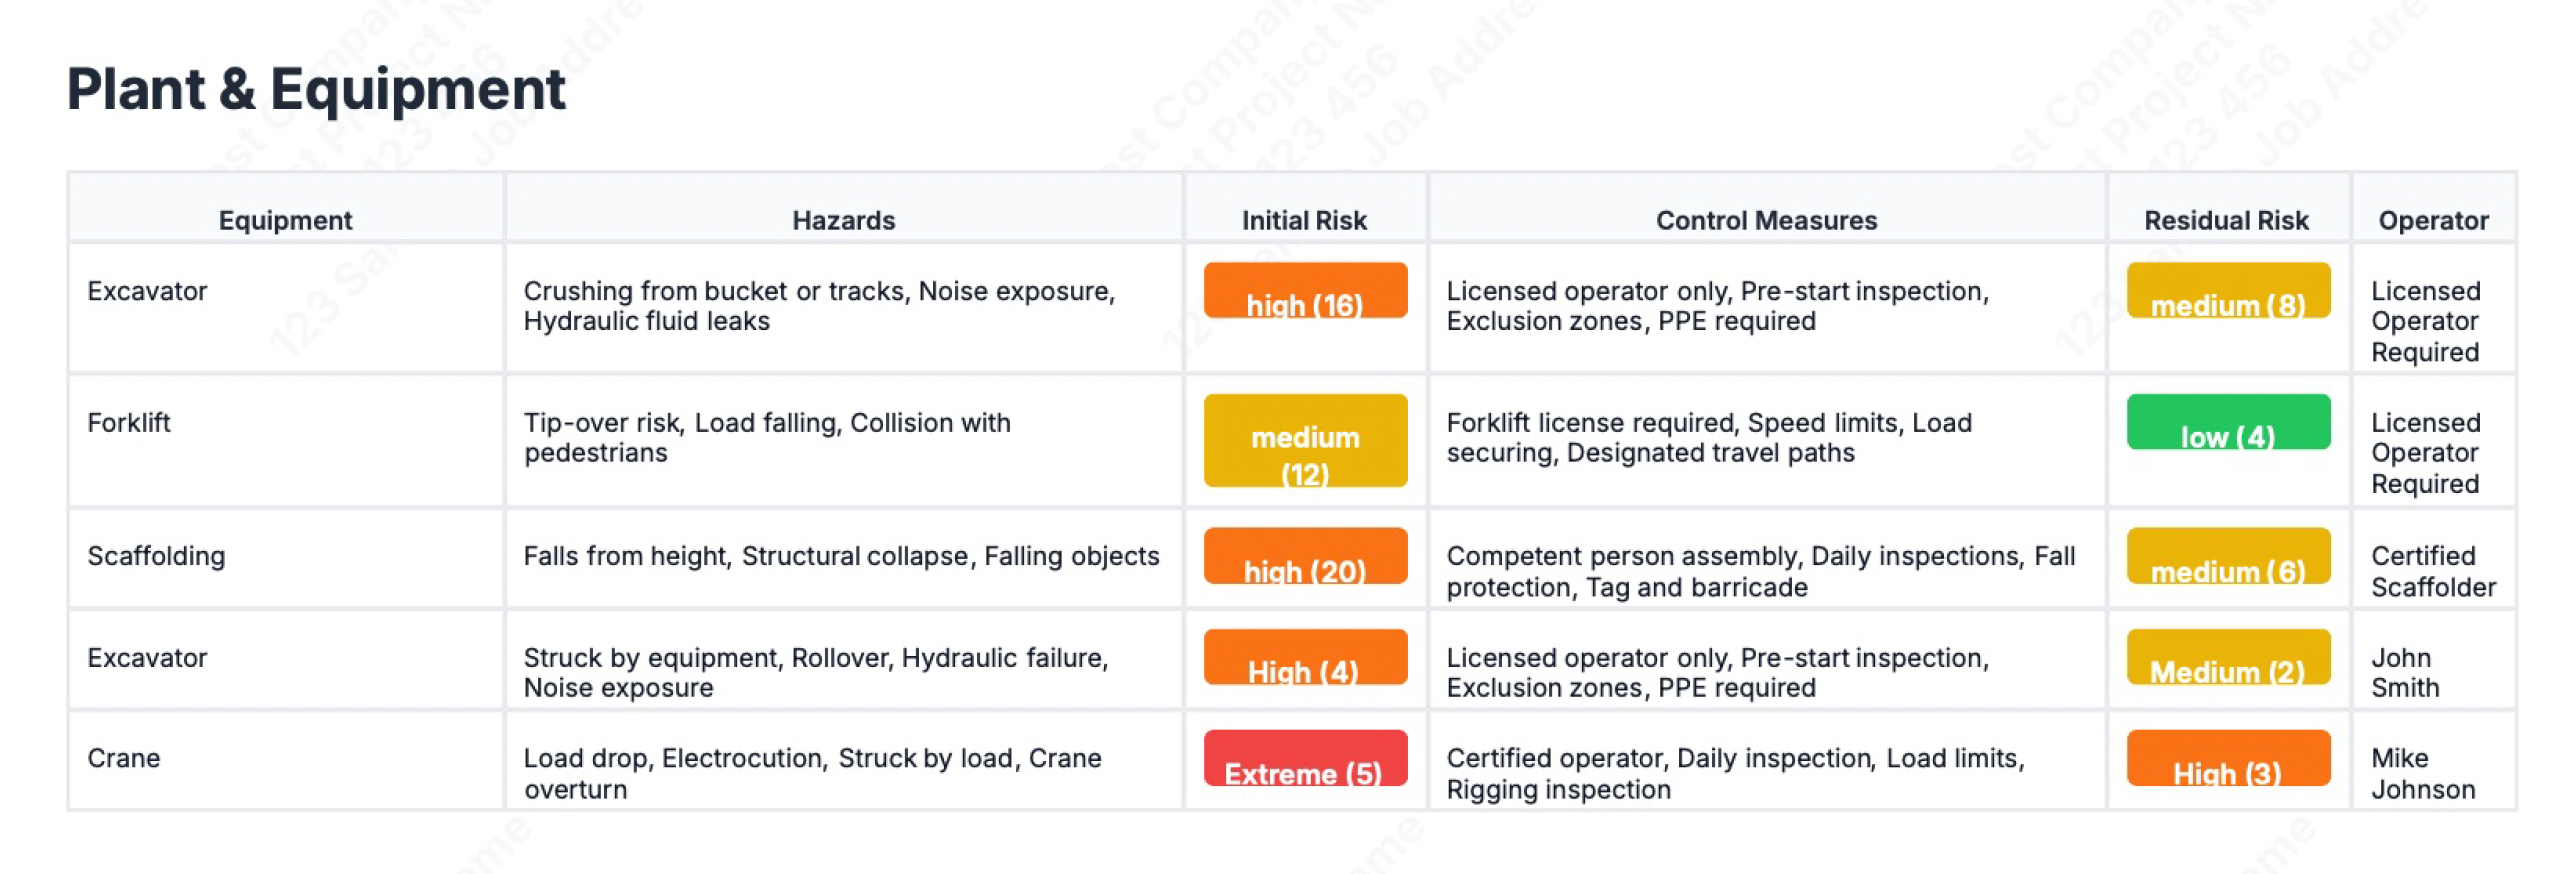 Plant & Equipment
Equipment Hazards Initial Risk Control Measures Residual Risk Operator
Excavator
Crushing from bucket or tracks, Noise exposure,
Hydraulic fluid leaks
high (16)
Licensed operator only, Pre-start inspection,
Exclusion zones, PPE required
medium (8)
Licensed
Operator
Required
Forklift
Tip-over risk, Load falling, Collision with
pedestrians
medium
(12)
Forklift license required, Speed limits, Load
securing, Designated travel paths
low (4)
Licensed
Operator
Required
Scaffolding
Falls from height, Structural collapse, Falling objects
high (20)
Competent person assembly, Daily inspections, Fall
protection, Tag and barricade
medium (6)
Certified
Scaffolder
Excavator
Struck by equipment, Rollover, Hydraulic failure,
Noise exposure
High (4)
Licensed operator only, Pre-start inspection,
Exclusion zones, PPE required
Medium (2)
John
Smith
Crane
Load drop, Electrocution, Struck by load, Crane
overturn
Extreme (5)
Certified operator, Daily inspection, Load limits,
Rigging inspection
High (3)
Mike
Johnson